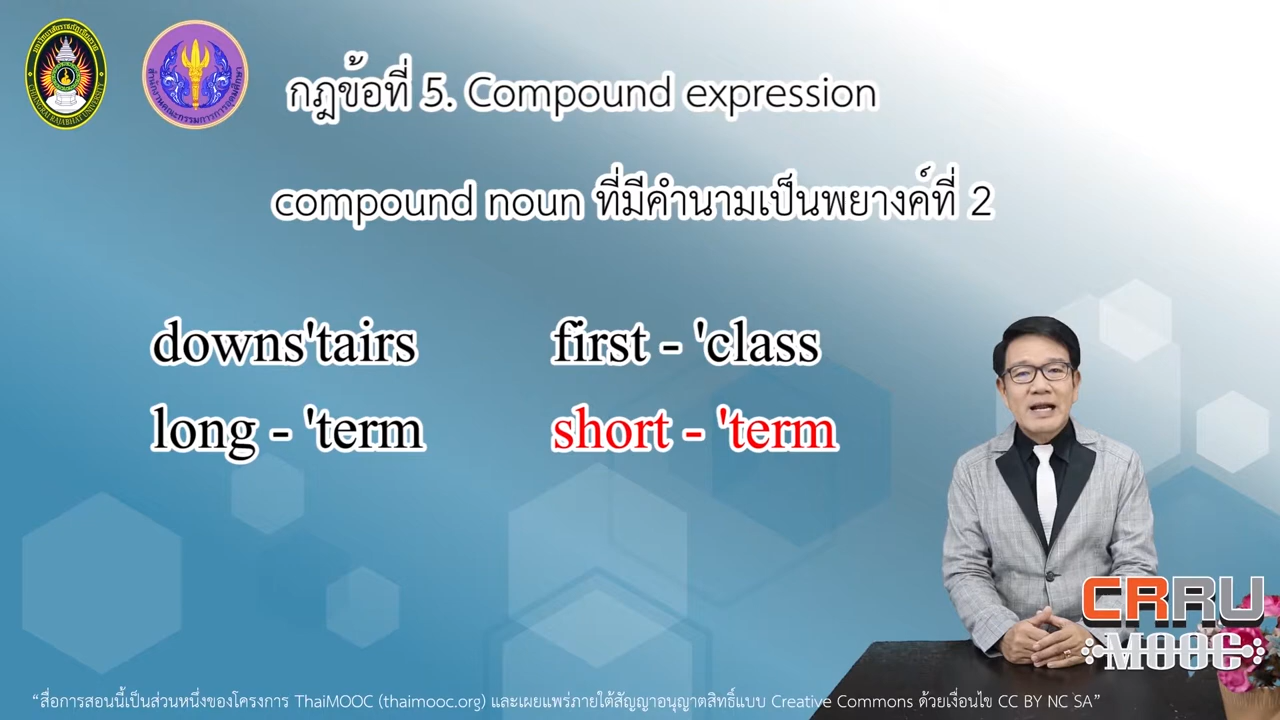 กฎข้อที่ 5. Compound expression
compound noun ที่มีคำนามเป็นพยางค์ที่ 2
downs'tairs
first - 'class
long - 'term
short - 'term
CRRU
MOOC
“สื่อการสอนนี้เป็นส่วนหนึ่งของโครงการ ThaiMOOC (thaimooc.org) และเผยแพร่ภายใต้สัญญาอนุญาตสิทธิ์แบบ Creative Commons ด้วยเงื่อนไข CC BY NC SA”